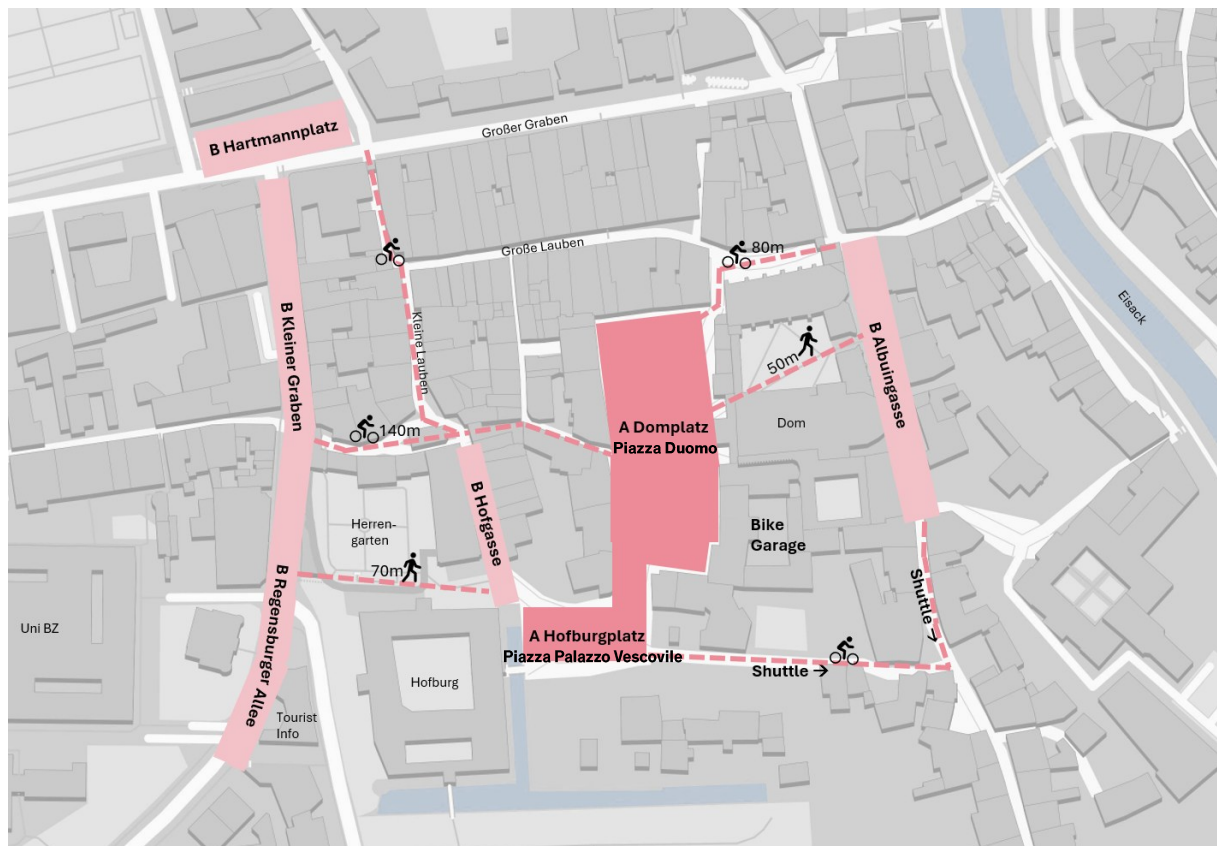 B Hartmannplatz
Großer Graben
Große Lauben
80m
B Kleiner Graben
Kleine Lauben
50m
B Albuingasse
Eisack
140m
A Domplatz
Piazza Duomo
Dom
B Hofgasse
Herren-
garten
Bike
Garage
70m
B Regensburger Allee
Shuttle →
Uni BZ
A Hofburgplatz
Piazza Palazzo Vescovile
Shuttle →
Hofburg
Tourist
Info